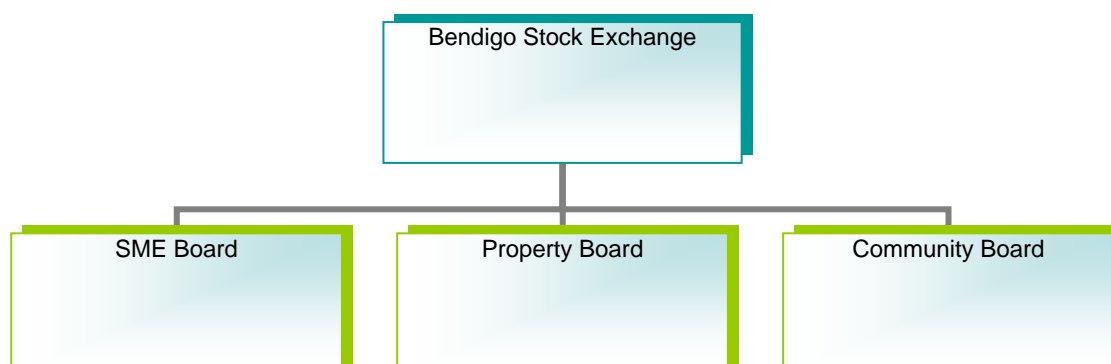 Bendigo Stock Exchange
SME Board
Property Board
Community Board